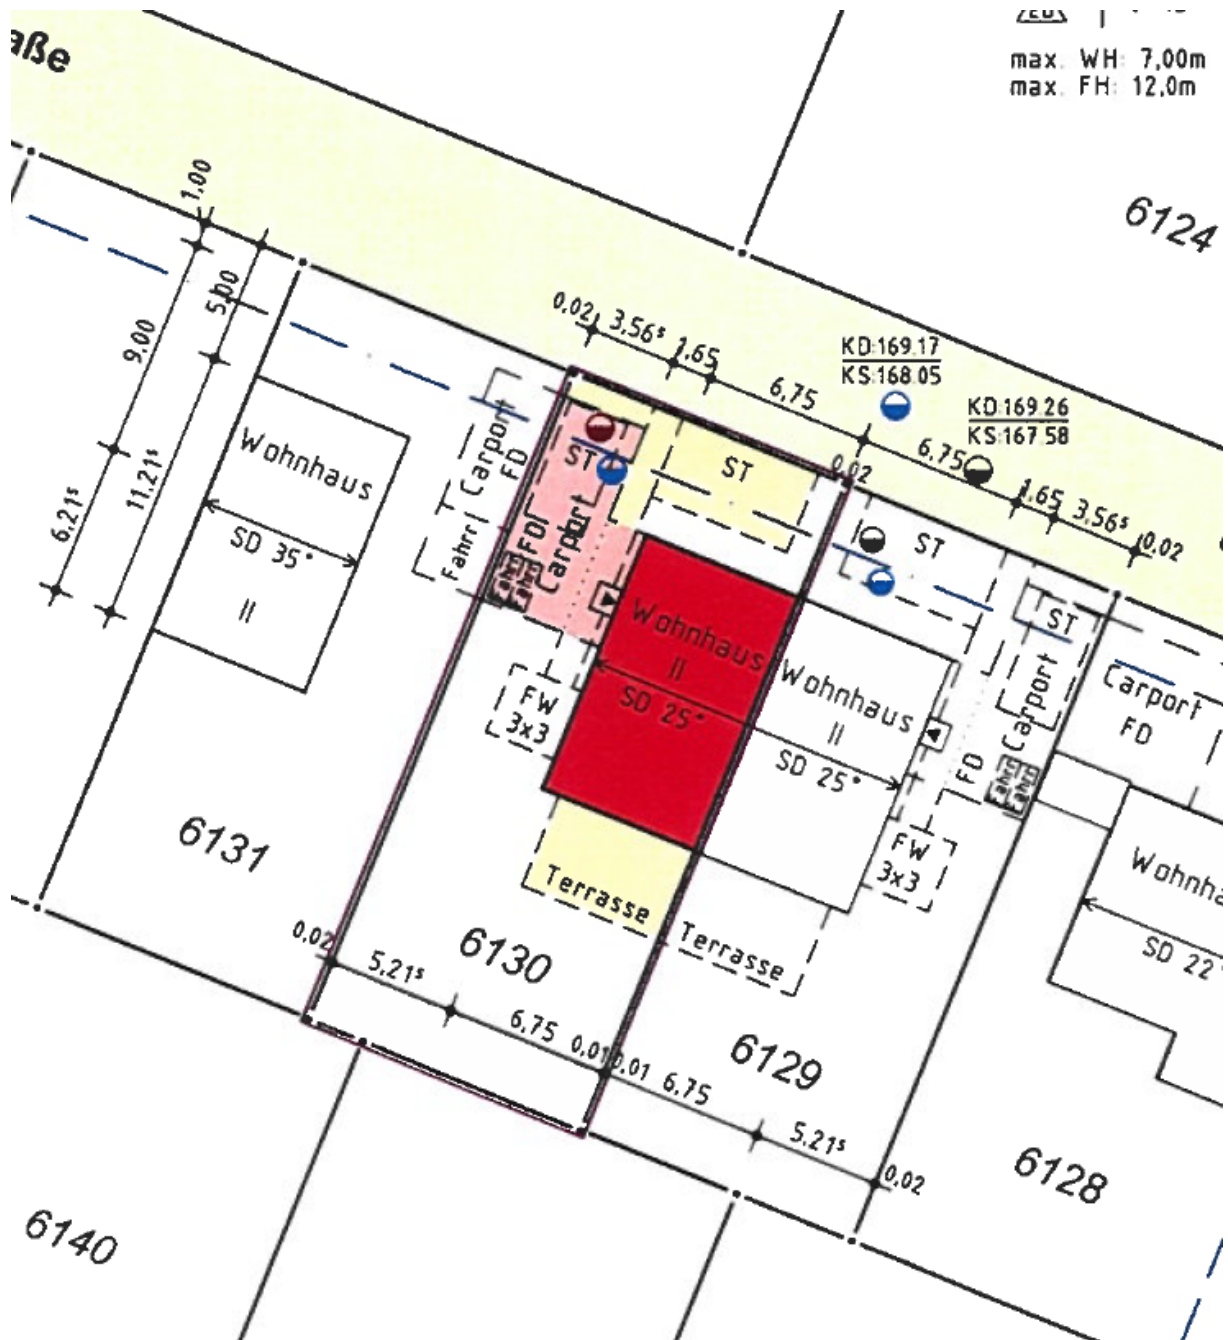 aße
max. WH: 7,00m
max. FH: 12,0m
6124
1.00
9,00
5,00
6.21⁵
11,21⁵
0,02
3,56⁵
1,65
6,75
KD:169.17
KS:168.05
KD:169.26
KS:167.58
0,02
6.75
1,65
3,56⁵
0,02
Wohnhaus
SD 35°
II
Carport
FD
Fahrr
ST
FD
Carport
Fahrr
Fahrr
ST
ST
ST
Carport
FD
Fahrr
Fahrr
Carport
FD
Wohnhaus
II
SD 25°
Wohnhaus
II
SD 25°
FW
3x3
FW
3x3
Wohnha
SD 22°
6131
Terrasse
Terrasse
6130
6129
6128
0,02
5,21⁵
6,75
0,01
0,01
6,75
5.21⁵
0,02
6140